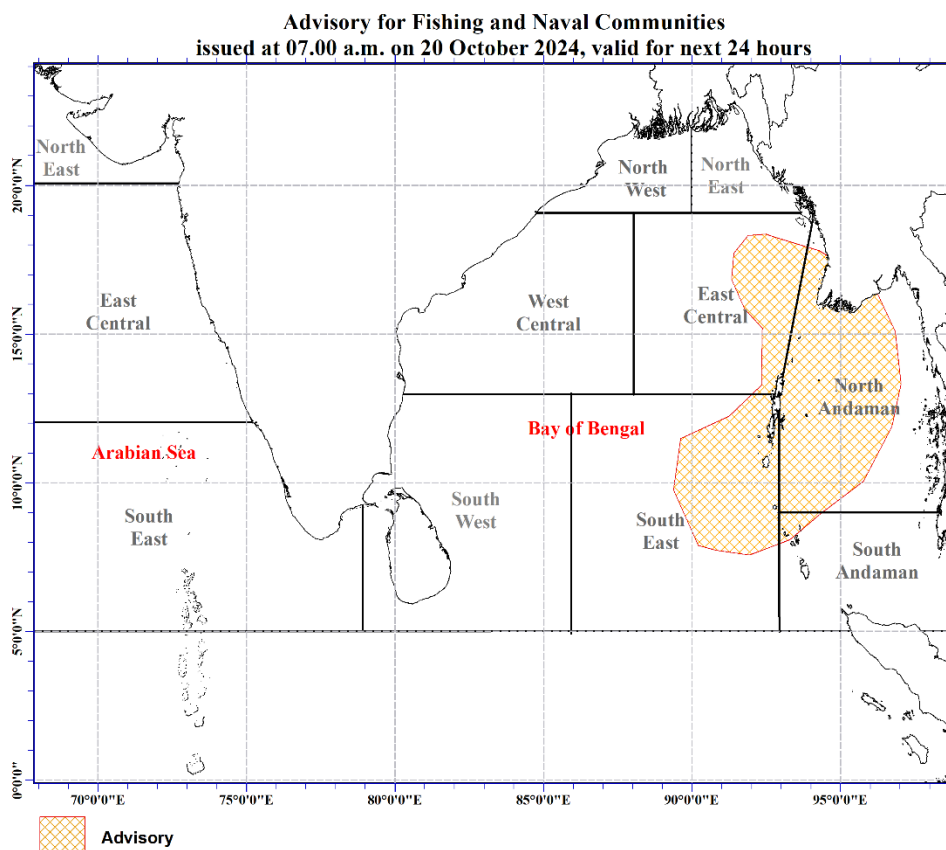 Advisory for Fishing and Naval Communities
issued at 07.00 a.m. on 20 October 2024, valid for next 24 hours
North
East
North
West
North
East
20°0'0"N
East
Central
West
Central
East
Central
15°0'0"N
North
Andaman
Bay of Bengal
Arabian Sea
10°0'0"N
South
East
South
West
South
East
South
Andaman
5°0'0"N
0°0'0"
70°0'0"E
75°0'0"E
80°0'0"E
85°0'0"E
90°0'0"E
95°0'0"E
Advisory